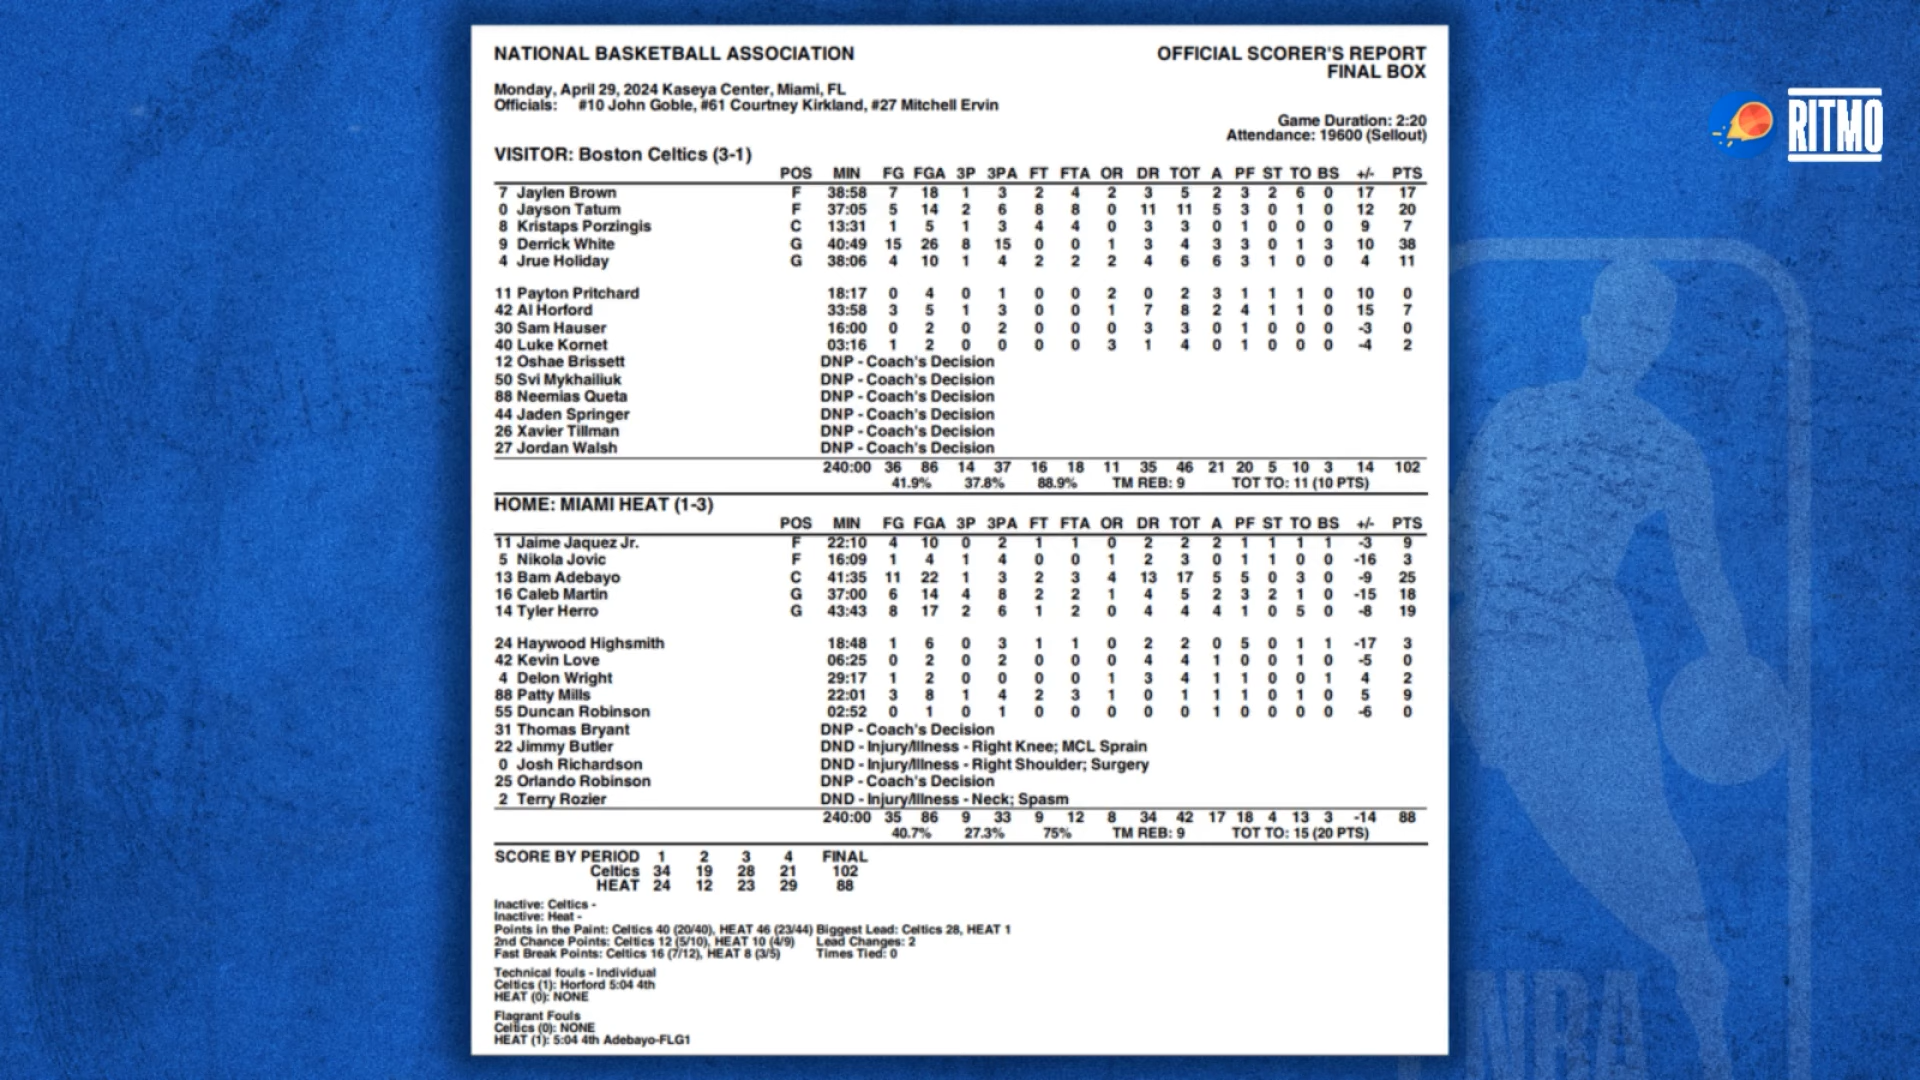 NATIONAL BASKETBALL ASSOCIATION OFFICIAL SCORER'S REPORT
FINAL BOX
Monday, April 29, 2024 Kaseya Center, Miami, FL
Officials: #10 John Goble, #61 Courtney Kirkland, #27 Mitchell Ervin
RITMO
Game Duration: 2:20
Attendance: 19600 (Sellout)
VISITOR: Boston Celtics (3-1)
POS MIN FG FGA 3P 3PA FT FTA OR DR TOT A PF ST TO BS +/- PTS
7 Jaylen Brown F 38:58 7 18 1 3 2 4 2 3 5 2 3 2 6 0 17 17
0 Jayson Tatum F 37:05 5 14 2 6 8 8 0 11 11 5 3 0 1 0 12 20
8 Kristaps Porzingis C 13:31 1 5 1 3 4 4 0 3 3 0 1 0 0 0 9 7
9 Derrick White G 40:49 15 26 8 15 0 0 1 3 4 3 3 0 1 3 10 38
4 Jrue Holiday G 38:06 4 10 1 4 2 2 2 4 6 6 3 1 0 0 4 11
11 Payton Pritchard 18:17 0 4 0 1 0 0 2 0 2 3 1 1 1 0 10 0
42 Al Horford 33:58 3 5 1 3 0 0 1 7 8 2 4 1 1 0 15 7
30 Sam Hauser 16:00 0 2 0 2 0 0 0 3 3 0 1 0 0 0 -3 0
40 Luke Kornet 03:16 1 2 0 0 0 0 3 1 4 0 1 0 0 0 -4 2
12 Oshae Brissett DNP - Coach's Decision
50 Svi Mykhailiuk DNP - Coach's Decision
88 Neemias Queta DNP - Coach's Decision
44 Jaden Springer DNP - Coach's Decision
26 Xavier Tillman DNP - Coach's Decision
27 Jordan Walsh DNP - Coach's Decision
240:00 36 86 14 37 16 18 11 35 46 21 20 5 10 3 14 102
41.9% 37.8% 88.9% TM REB: 9 TOT TO: 11 (10 PTS)
HOME: MIAMI HEAT (1-3)
POS MIN FG FGA 3P 3PA FT FTA OR DR TOT A PF ST TO BS +/- PTS
11 Jaime Jaquez Jr. F 22:10 4 10 0 2 1 1 0 2 2 2 1 1 1 1 -3 9
5 Nikola Jovic F 16:09 1 4 1 4 0 0 1 2 3 0 1 1 0 0 -16 3
13 Bam Adebayo C 41:35 11 22 1 3 2 3 4 13 17 5 5 0 3 0 -9 25
16 Caleb Martin G 37:00 6 14 4 8 2 2 1 4 5 2 3 2 1 0 -15 18
14 Tyler Herro G 43:43 8 17 2 6 1 2 0 4 4 4 1 0 5 0 -8 19
24 Haywood Highsmith 18:48 1 6 0 3 1 1 0 2 2 0 5 0 1 1 -17 3
42 Kevin Love 06:25 0 2 0 2 0 0 0 4 4 1 0 0 1 0 -5 0
4 Delon Wright 29:17 1 2 0 0 0 0 1 3 4 1 1 0 0 1 4 2
88 Patty Mills 22:01 3 8 1 4 2 3 1 0 1 1 1 0 1 0 5 9
55 Duncan Robinson 02:52 0 1 0 1 0 0 0 0 0 1 0 0 0 0 -6 0
31 Thomas Bryant DNP - Coach's Decision
22 Jimmy Butler DND - Injury/Illness - Right Knee; MCL Sprain
0 Josh Richardson DND - Injury/Illness - Right Shoulder; Surgery
25 Orlando Robinson DNP - Coach's Decision
2 Terry Rozier DND - Injury/Illness - Neck; Spasm
240:00 35 86 9 33 9 12 8 34 42 17 18 4 13 3 -14 88
40.7% 27.3% 75% TM REB: 9 TOT TO: 15 (20 PTS)
SCORE BY PERIOD 1 2 3 4 FINAL
Celtics 34 19 28 21 102
HEAT 24 12 23 29 88
Inactive: Celtics -
Inactive: Heat -
Points in the Paint: Celtics 40 (20/40), HEAT 46 (23/44) Biggest Lead: Celtics 28, HEAT 1
2nd Chance Points: Celtics 12 (5/10), HEAT 10 (4/9) Lead Changes: 2
Fast Break Points: Celtics 16 (7/12), HEAT 8 (3/5) Times Tied: 0
Technical fouls - Individual
Celtics (1): Horford 5:04 4th
HEAT (0): NONE
Flagrant Fouls
Celtics (0): NONE
HEAT (1): 5:04 4th Adebayo-FLG1
NBA